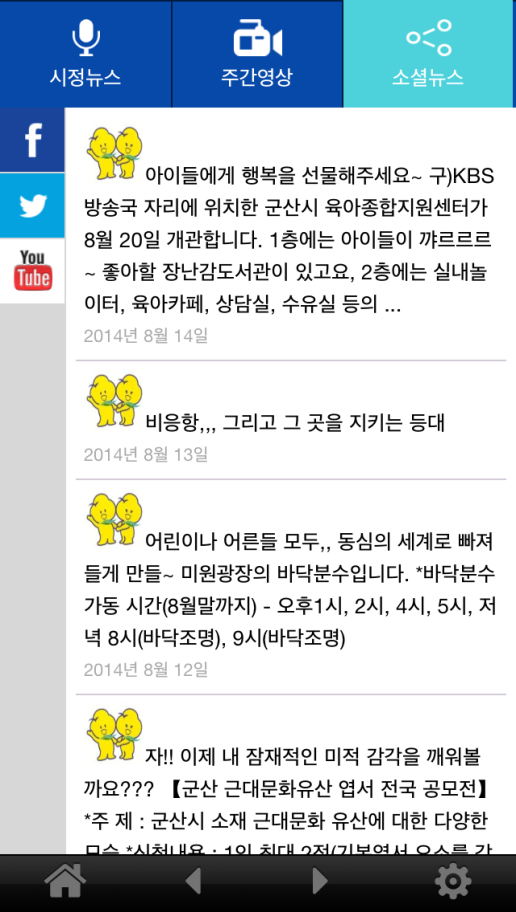 시정뉴스
주간영상
소셜뉴스
f
You
Tube
아이들에게 행복을 선물해주세요~ 구)KBS
방송국 자리에 위치한 군산시 육아종합지원센터가
8월 20일 개관합니다. 1층에는 아이들이 꺄르르르
~ 좋아할 장난감도서관이 있고요, 2층에는 실내놀
이터, 육아카페, 상담실, 수유실 등의 ...
2014년 8월 14일
비응항,,, 그리고 그 곳을 지키는 등대
2014년 8월 13일
어린이나 어른들 모두,, 동심의 세계로 빠져
들게 만들~ 미원광장의 바닥분수입니다. *바닥분수
가동 시간(8월말까지) - 오후1시, 2시, 4시, 5시, 저
녁 8시(바닥조명), 9시(바닥조명)
2014년 8월 12일
자!! 이제 내 잠재적인 미적 감각을 깨워볼
까요??? 【군산 근대문화유산 엽서 전국 공모전】
*주 제 : 군산시 소재 근대문화 유산에 대한 다양한
모습 *신청내용 : 1인 최대 2점(기본엽서 요소를 갖